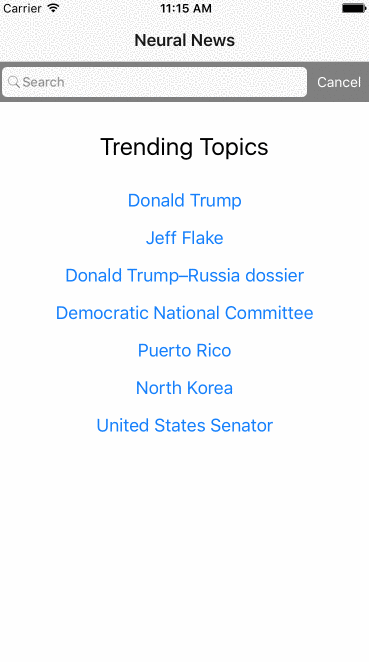 Carrier 11:15 AM
Neural News
Search Cancel
Trending Topics
Donald Trump
Jeff Flake
Donald Trump–Russia dossier
Democratic National Committee
Puerto Rico
North Korea
United States Senator